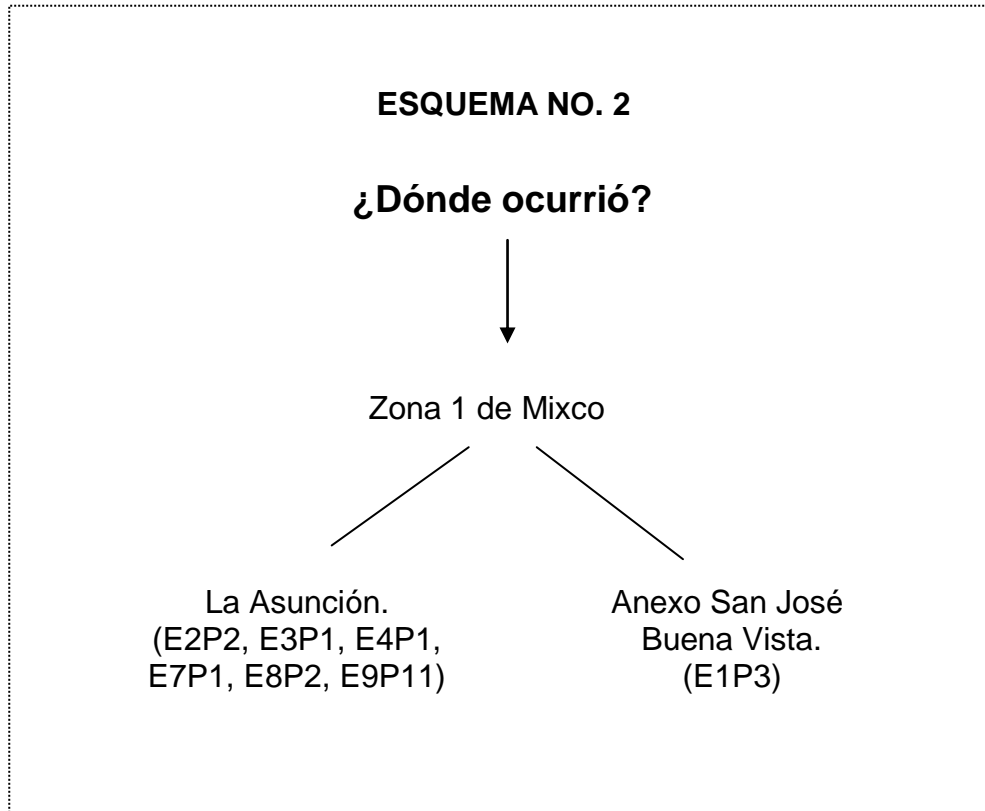 ESQUEMA NO. 2
¿Dónde ocurrió?
Zona 1 de Mixco
La Asunción.
(E2P2, E3P1, E4P1,
E7P1, E8P2, E9P11)
Anexo San José
Buena Vista.
(E1P3)